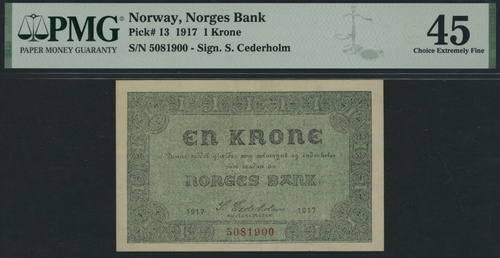 PMG
PAPER MONEY GUARANTY
Norway, Norges Bank
Pick# 13 1917 1 Krone
S/N 5081900 - Sign. S. Cederholm
45
Choice Extremely Fine
EN KRONE
NORGES BANK
1917 S. Cederholm 1917
5081900